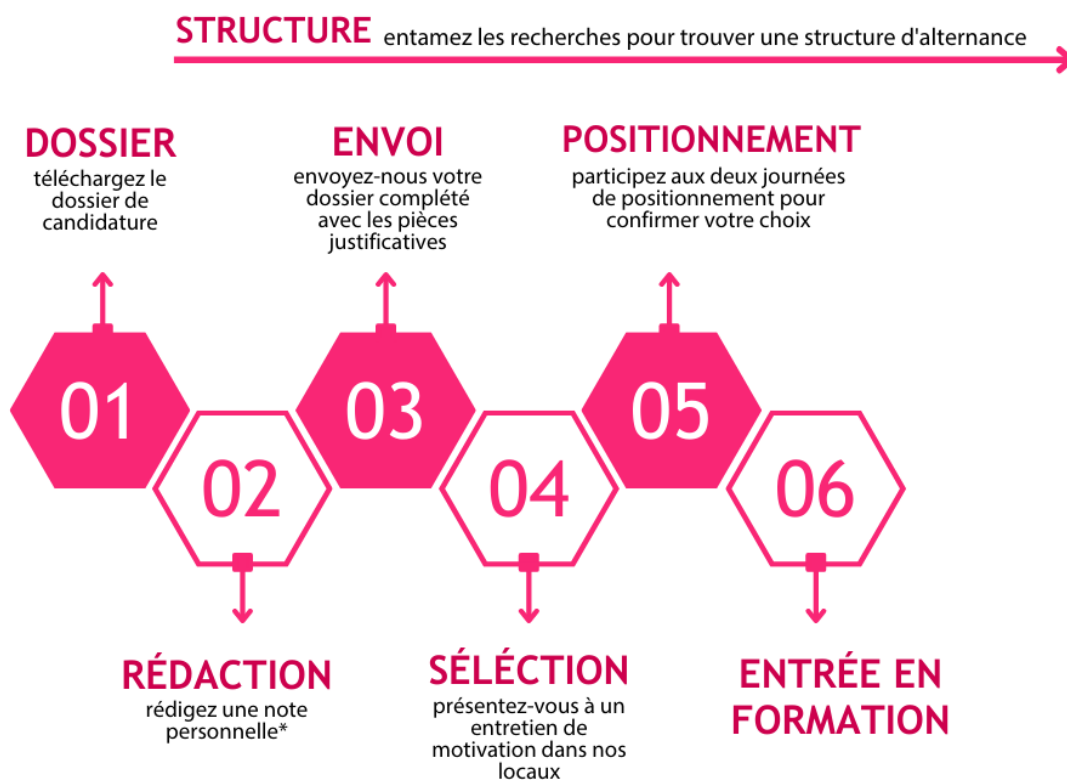 STRUCTURE entamez les recherches pour trouver une structure d'alternance
DOSSIER
téléchargez le
dossier de
candidature
ENVOI
envoyez-nous votre
dossier complété
avec les pièces
justificatives
POSITIONNEMENT
participez aux deux journées
de positionnement pour
confirmer votre choix
01
02
03
04
05
06
RÉDACTION
rédigez une note
personnelle*
SÉLÉCTION
présentez-vous à un
entretien de
motivation dans nos
locaux
ENTRÉE EN
FORMATION